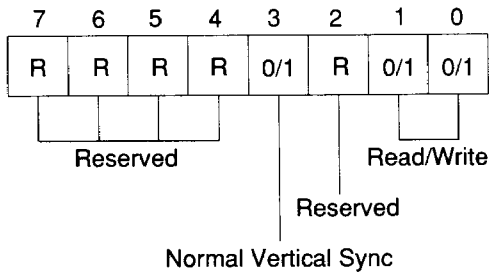 7 6 5 4 3 2 1 0
R R R R 0/1 R 0/1 0/1
Reserved Read/Write
Reserved
Normal Vertical Sync